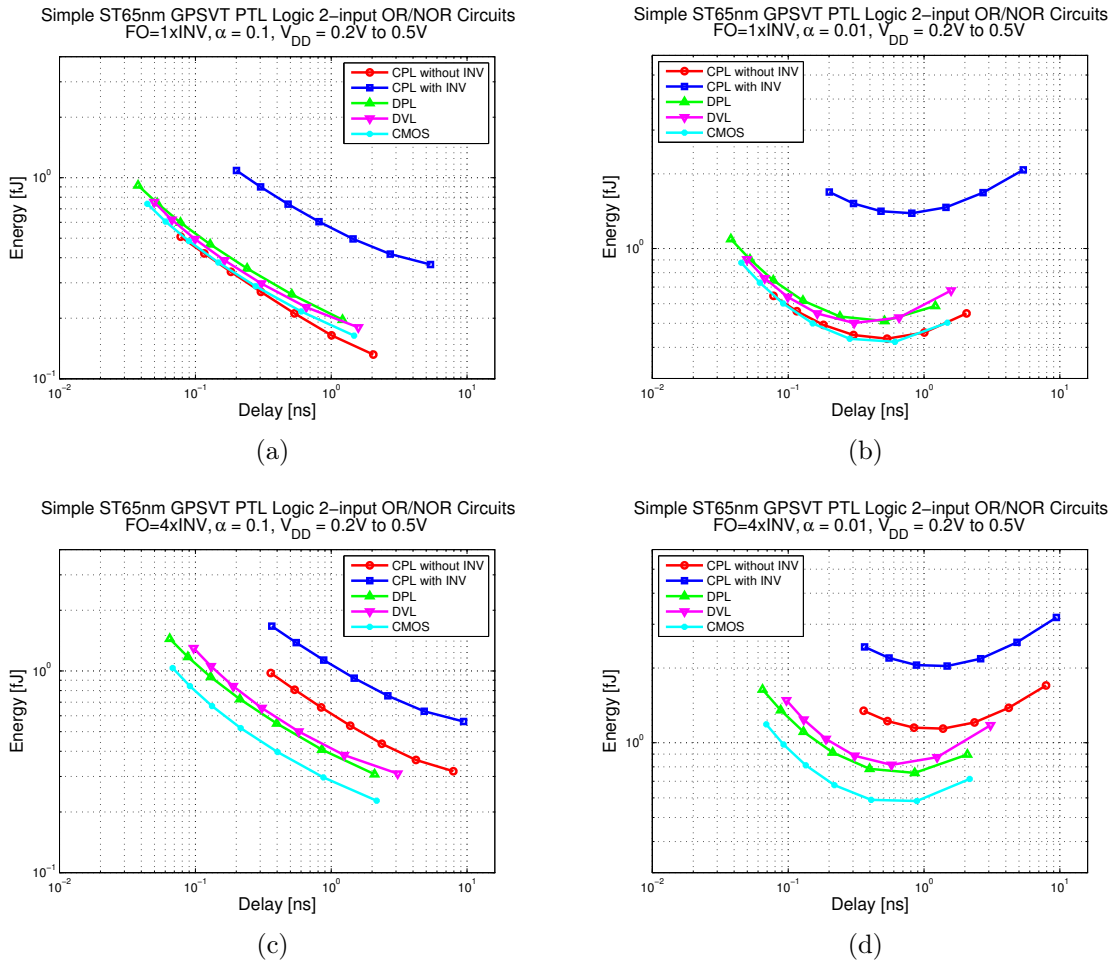 Simple ST65nm GPSVT PTL Logic 2−input OR/NOR Circuits
FO=1xINV, α = 0.1, V_DD = 0.2V to 0.5V
CPL without INV
CPL with INV
DPL
DVL
CMOS
10^0
10^−1
Energy [fJ]
10^−2
10^−1
10^0
10^1
Delay [ns]
(a)
Simple ST65nm GPSVT PTL Logic 2−input OR/NOR Circuits
FO=1xINV, α = 0.01, V_DD = 0.2V to 0.5V
CPL without INV
CPL with INV
DPL
DVL
CMOS
10^0
Energy [fJ]
10^−2
10^−1
10^0
10^1
Delay [ns]
(b)
Simple ST65nm GPSVT PTL Logic 2−input OR/NOR Circuits
FO=4xINV, α = 0.1, V_DD = 0.2V to 0.5V
CPL without INV
CPL with INV
DPL
DVL
CMOS
10^0
10^−1
Energy [fJ]
10^−2
10^−1
10^0
10^1
Delay [ns]
(c)
Simple ST65nm GPSVT PTL Logic 2−input OR/NOR Circuits
FO=4xINV, α = 0.01, V_DD = 0.2V to 0.5V
CPL without INV
CPL with INV
DPL
DVL
CMOS
10^0
Energy [fJ]
10^−2
10^−1
10^0
10^1
Delay [ns]
(d)